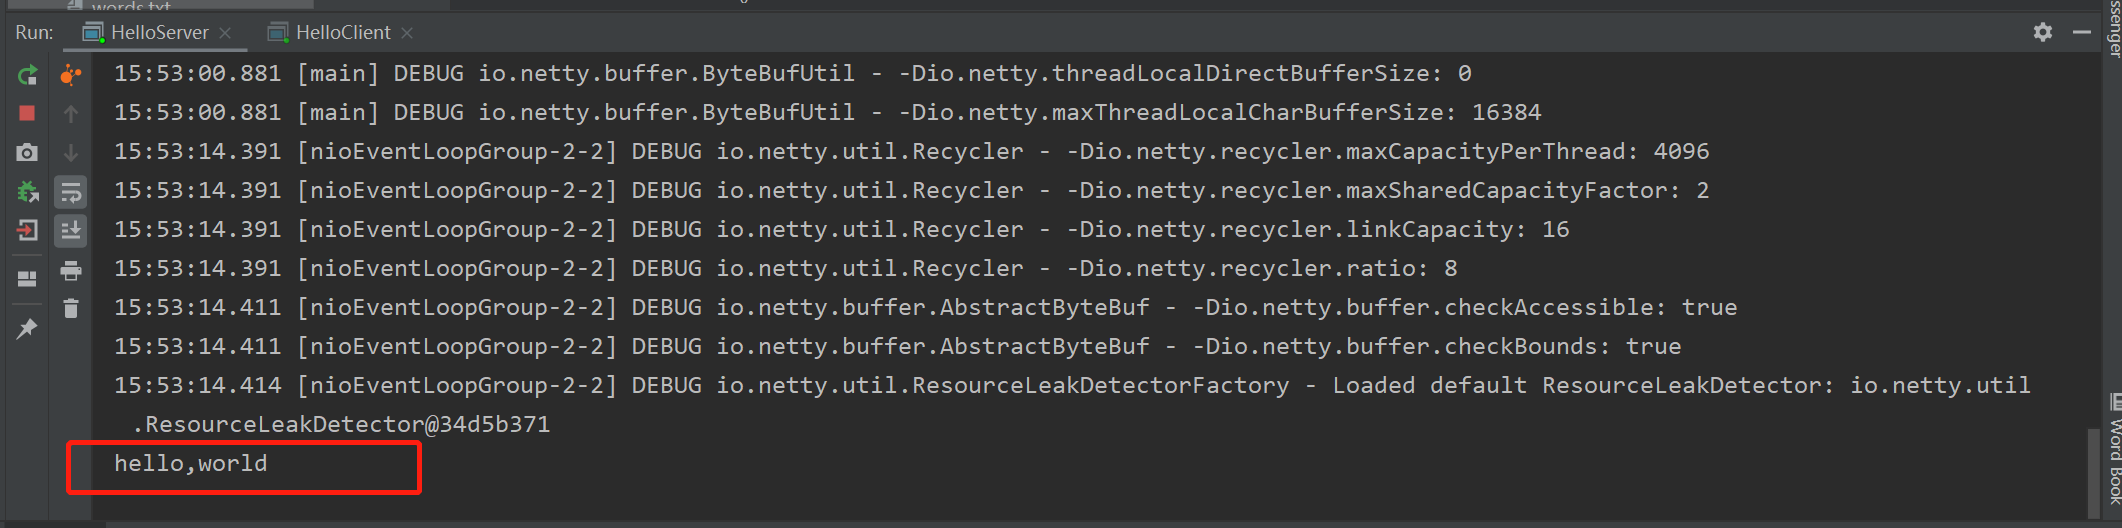 words.txt
Run: HelloServer HelloClient
15:53:00.881 [main] DEBUG io.netty.buffer.ByteBufUtil - -Dio.netty.threadLocalDirectBufferSize: 0
15:53:00.881 [main] DEBUG io.netty.buffer.ByteBufUtil - -Dio.netty.maxThreadLocalCharBufferSize: 16384
15:53:14.391 [nioEventLoopGroup-2-2] DEBUG io.netty.util.Recycler - -Dio.netty.recycler.maxCapacityPerThread: 4096
15:53:14.391 [nioEventLoopGroup-2-2] DEBUG io.netty.util.Recycler - -Dio.netty.recycler.maxSharedCapacityFactor: 2
15:53:14.391 [nioEventLoopGroup-2-2] DEBUG io.netty.util.Recycler - -Dio.netty.recycler.linkCapacity: 16
15:53:14.391 [nioEventLoopGroup-2-2] DEBUG io.netty.util.Recycler - -Dio.netty.recycler.ratio: 8
15:53:14.411 [nioEventLoopGroup-2-2] DEBUG io.netty.buffer.AbstractByteBuf - -Dio.netty.buffer.checkAccessible: true
15:53:14.411 [nioEventLoopGroup-2-2] DEBUG io.netty.buffer.AbstractByteBuf - -Dio.netty.buffer.checkBounds: true
15:53:14.414 [nioEventLoopGroup-2-2] DEBUG io.netty.util.ResourceLeakDetectorFactory - Loaded default ResourceLeakDetector: io.netty.util
.ResourceLeakDetector@34d5b371
hello,world
ssenger
Word Book